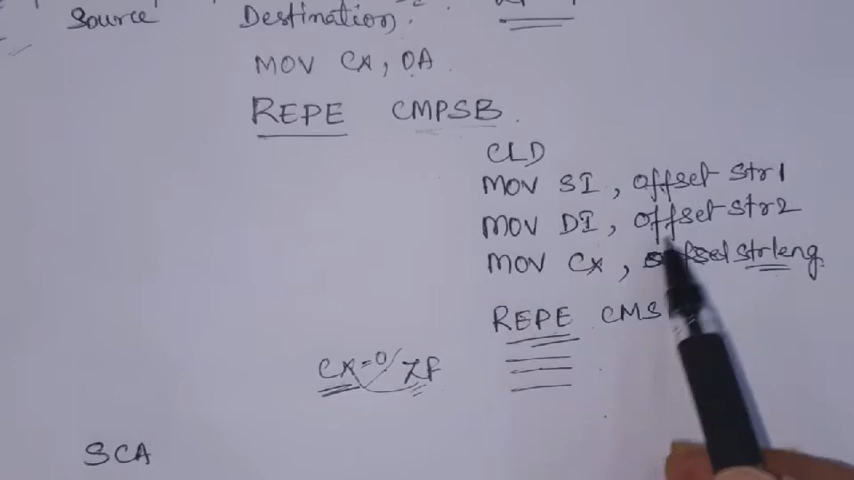 Source Destination.
MOV CX, 0A
REPE CMPSB.
CLD
MOV SI, offset str1
MOV DI, offset str2
MOV CX, strleng
REPE CMS
CX=0/ ZF
SCA